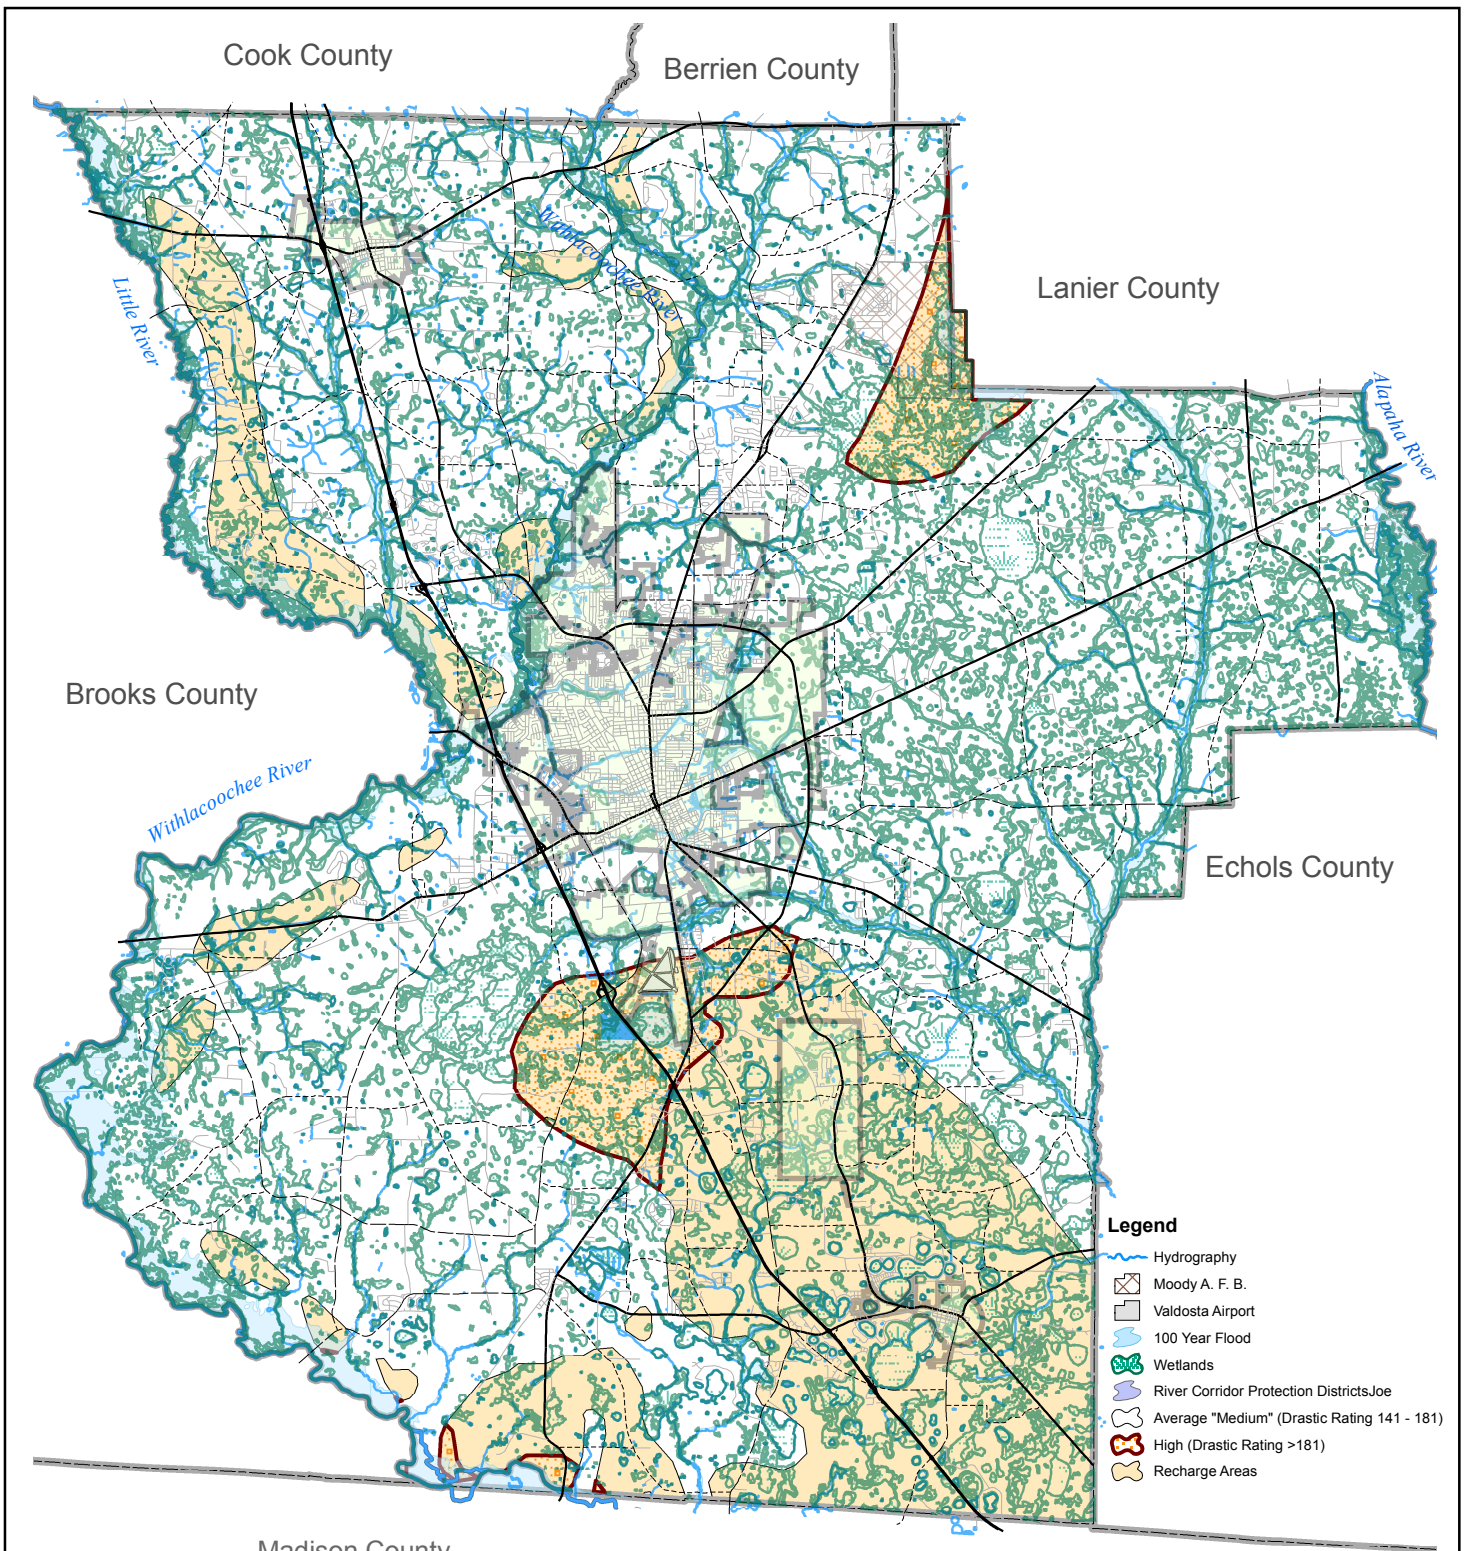 Cook County
Berrien County
Lanier County
Withlacoochee River
Little River
Alapaha River
Brooks County
Withlacoochee River
Echols County
Legend
Hydrography
Moody A. F. B.
Valdosta Airport
100 Year Flood
Wetlands
River Corridor Protection DistrictsJoe
Average "Medium" (Drastic Rating 141 - 181)
High (Drastic Rating >181)
Recharge Areas
Madison County